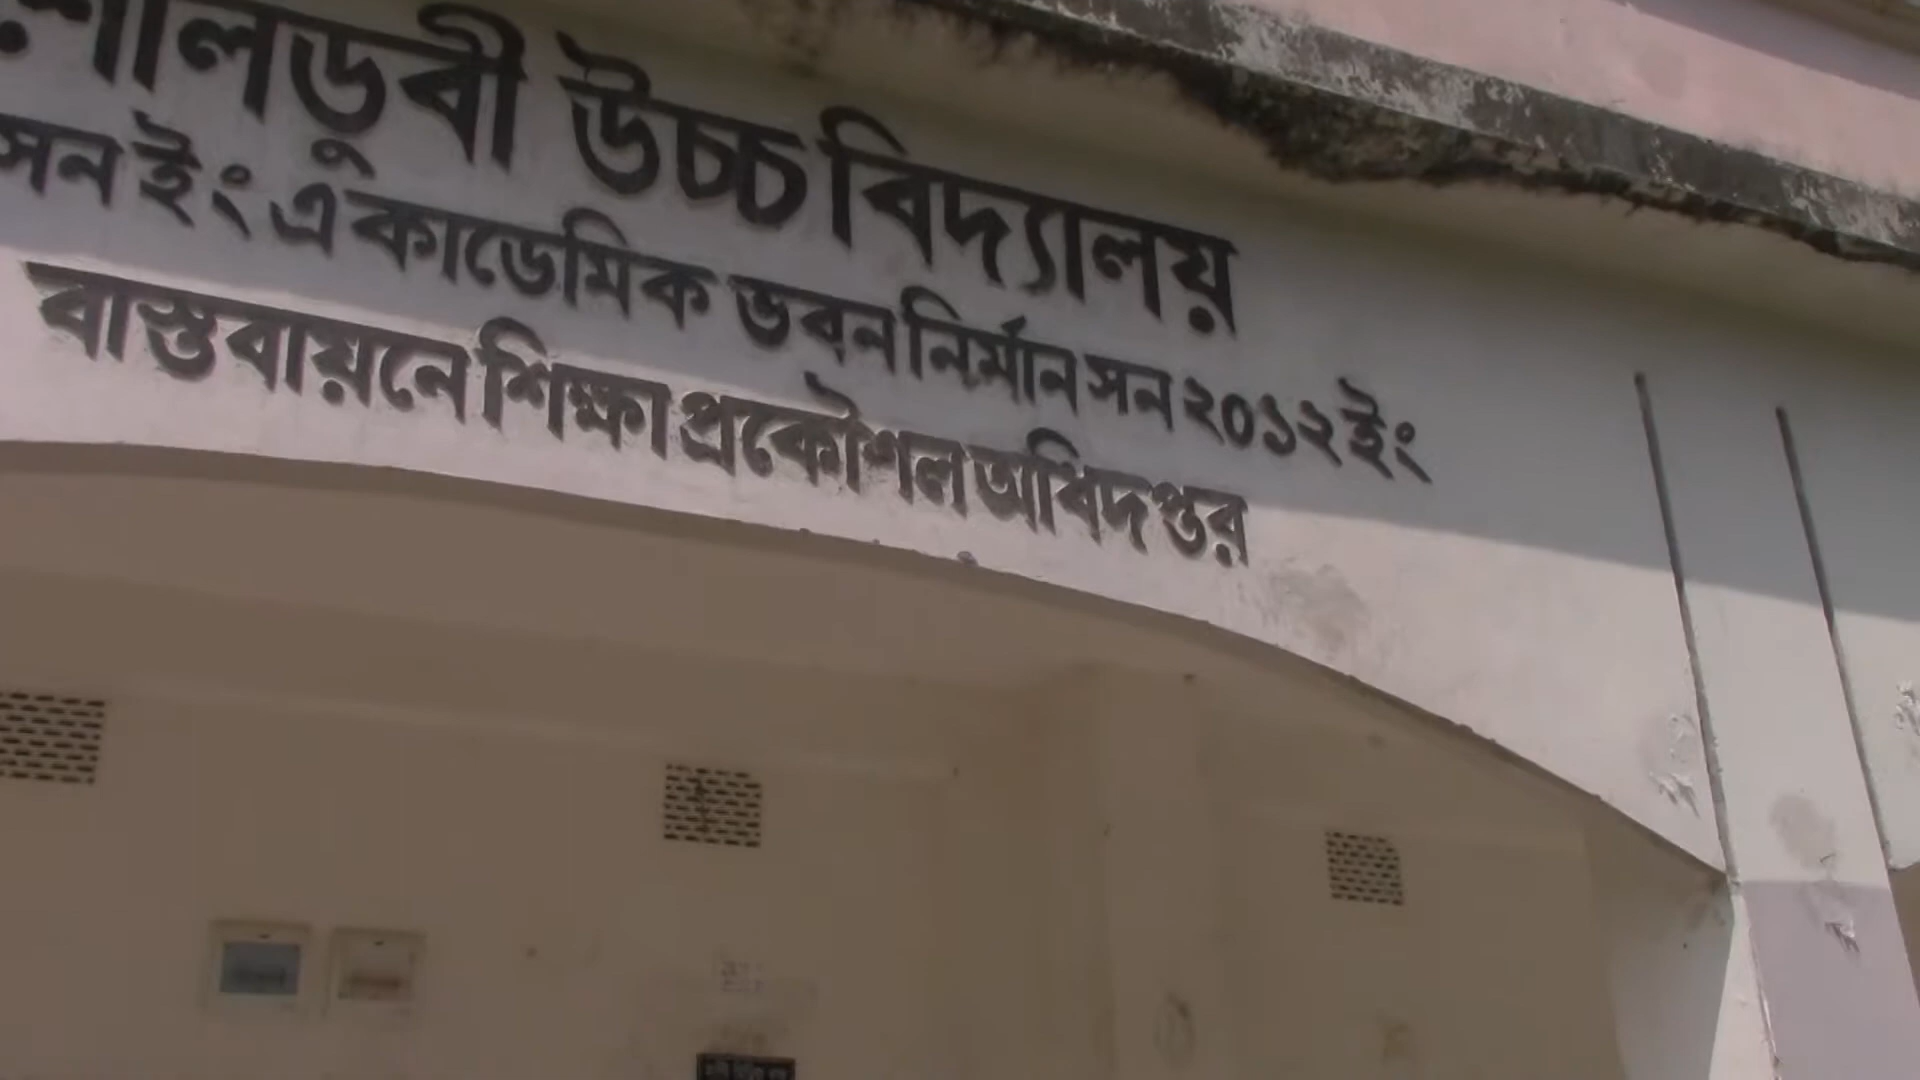 শৌলডুবী উচ্চ বিদ্যালয়
সন ইং একাডেমিক ভবন নির্মান সন ২০১২ ইং
বাস্তবায়নে শিক্ষা প্রকৌশল অধিদপ্তর